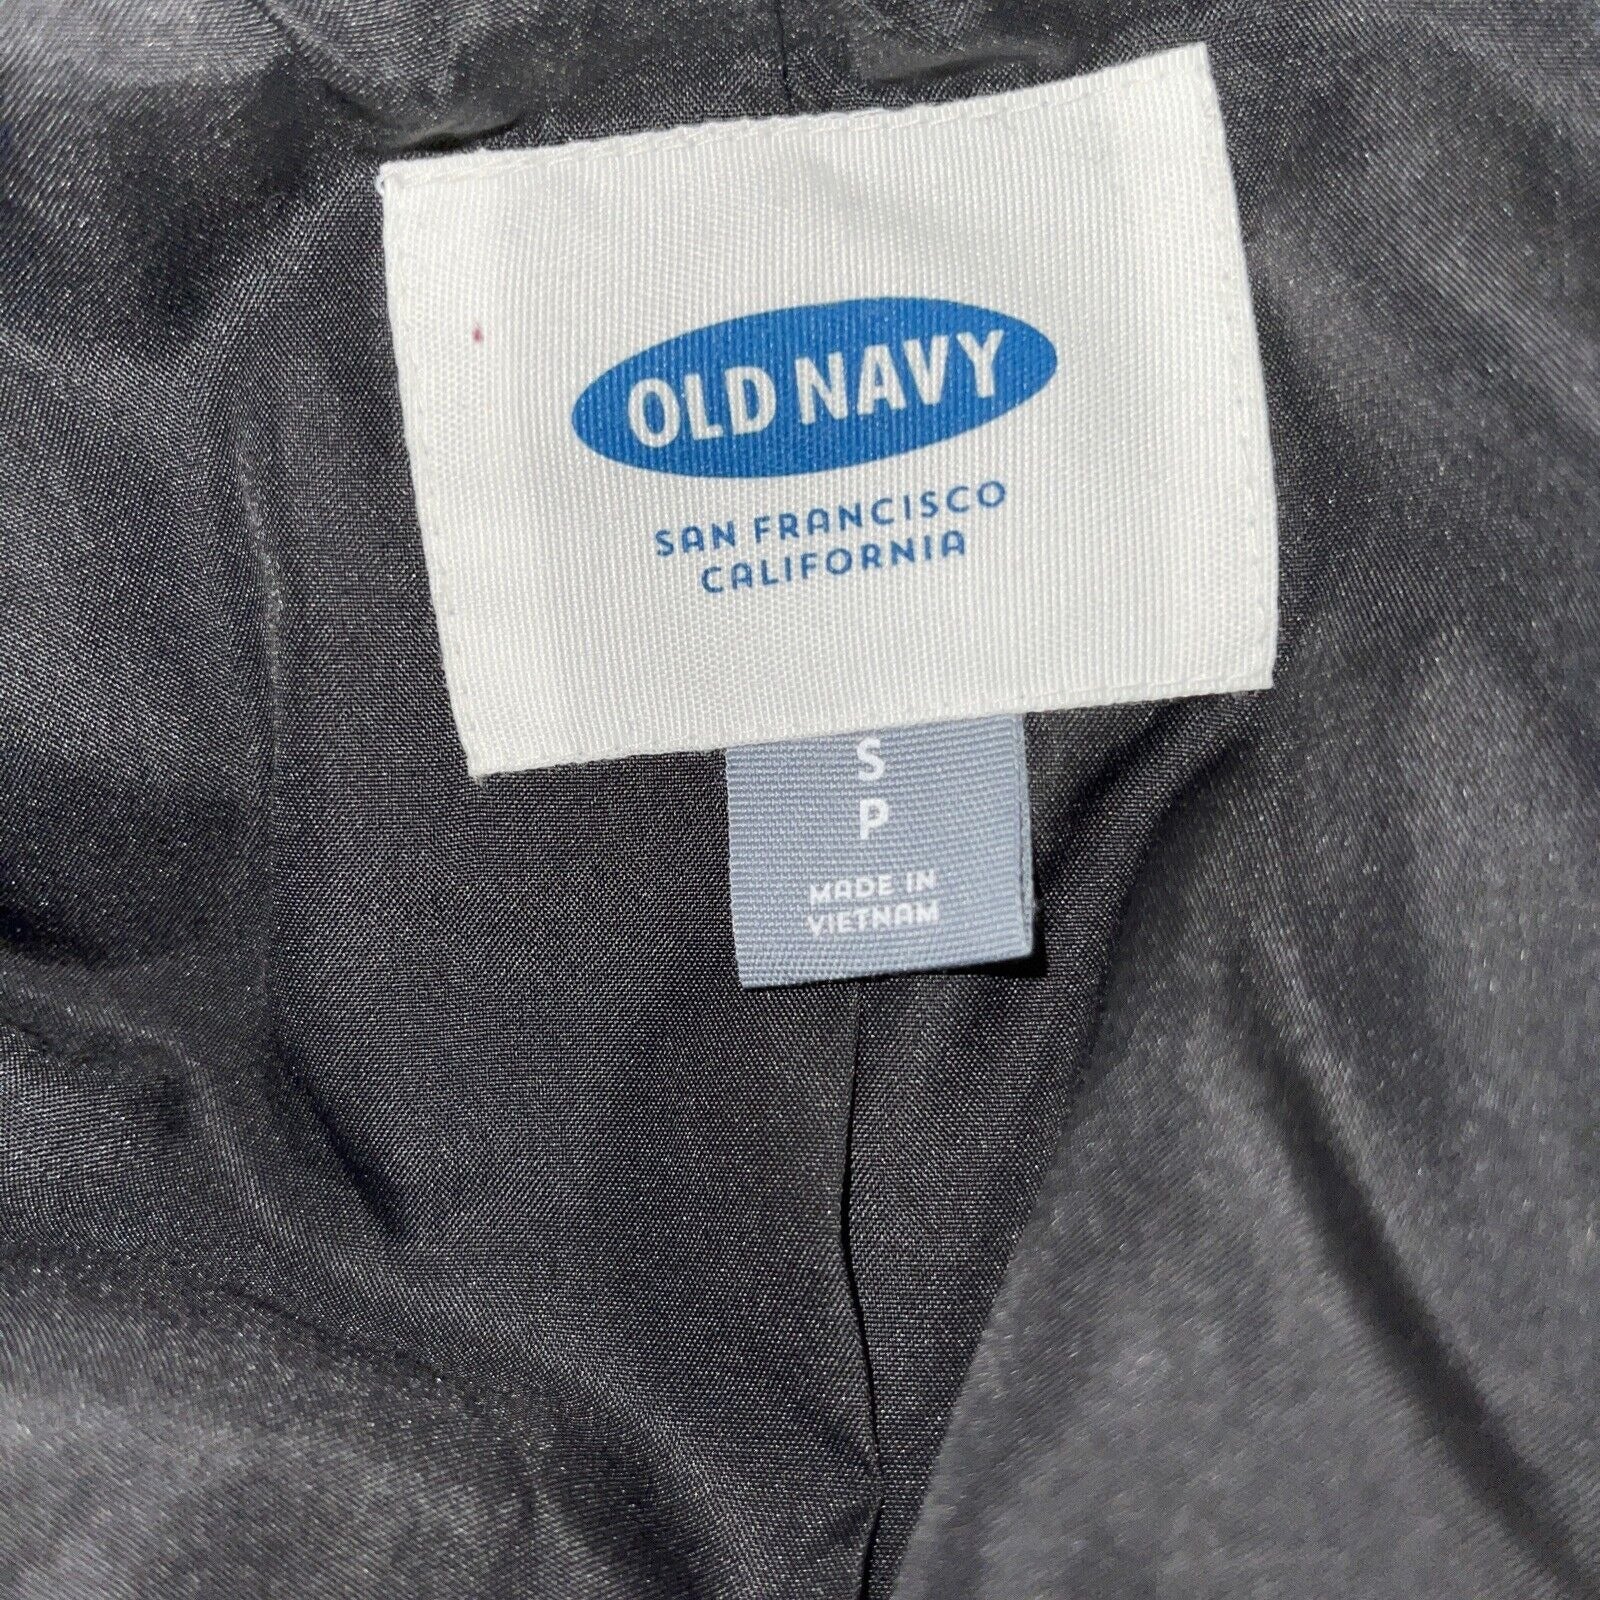 OLD NAVY
SAN FRANCISCO
CALIFORNIA
S
P
MADE IN
VIETNAM